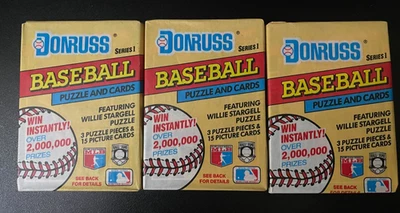 DONRUSS
SERIES I
BASEBALL
PUZZLE AND CARDS
FEATURING
WILLIE STARGELL
PUZZLE
3 PUZZLE PIECES &
15 PICTURE CARDS
WIN
INSTANTLY!
OVER
2,000,000
PRIZES
SEE BACK
FOR DETAILS
DONRUSS
SERIES I
BASEBALL
PUZZLE AND CARDS
FEATURING
WILLIE STARGELL
PUZZLE
3 PUZZLE PIECES &
15 PICTURE CARDS
WIN
INSTANTLY!
OVER
2,000,000
PRIZES
SEE BACK
FOR DETAILS
DONRUSS
SERIES I
BASEBALL
PUZZLE AND CARDS
FEATURING
WILLIE STARGELL
PUZZLE
3 PUZZLE PIECES &
15 PICTURE CARDS
WIN
INSTANTLY!
OVER
2,000,000
PRIZES
SEE BACK
FOR DETAILS